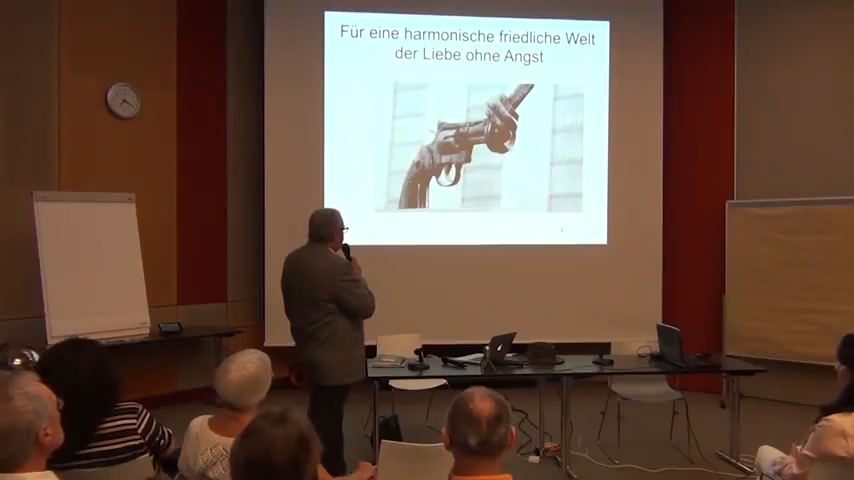 Für eine harmonische friedliche Welt
der Liebe ohne Angst